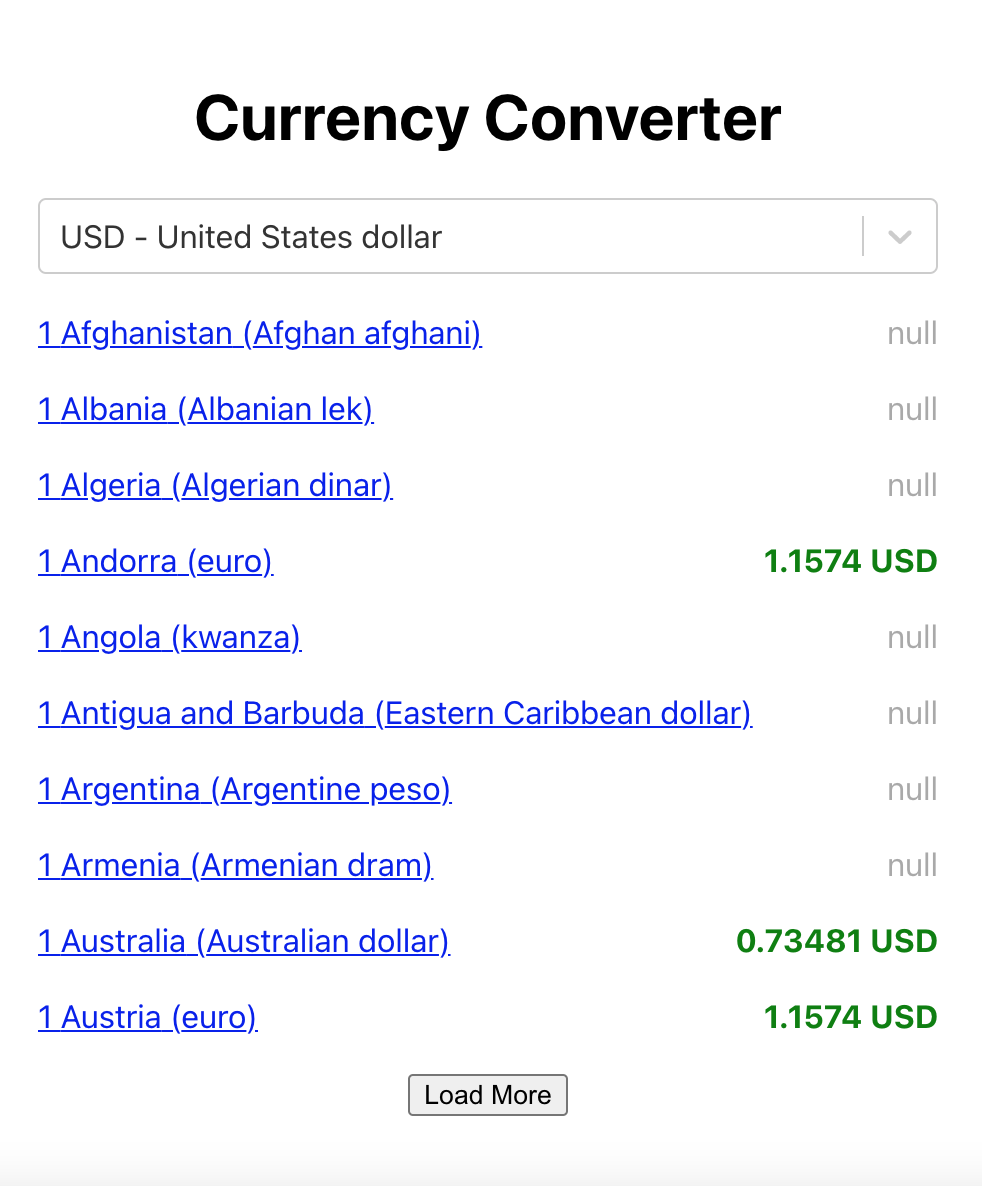 Currency Converter
USD - United States dollar
1 Afghanistan (Afghan afghani) null
1 Albania (Albanian lek) null
1 Algeria (Algerian dinar) null
1 Andorra (euro) 1.1574 USD
1 Angola (kwanza) null
1 Antigua and Barbuda (Eastern Caribbean dollar) null
1 Argentina (Argentine peso) null
1 Armenia (Armenian dram) null
1 Australia (Australian dollar) 0.73481 USD
1 Austria (euro) 1.1574 USD
Load More